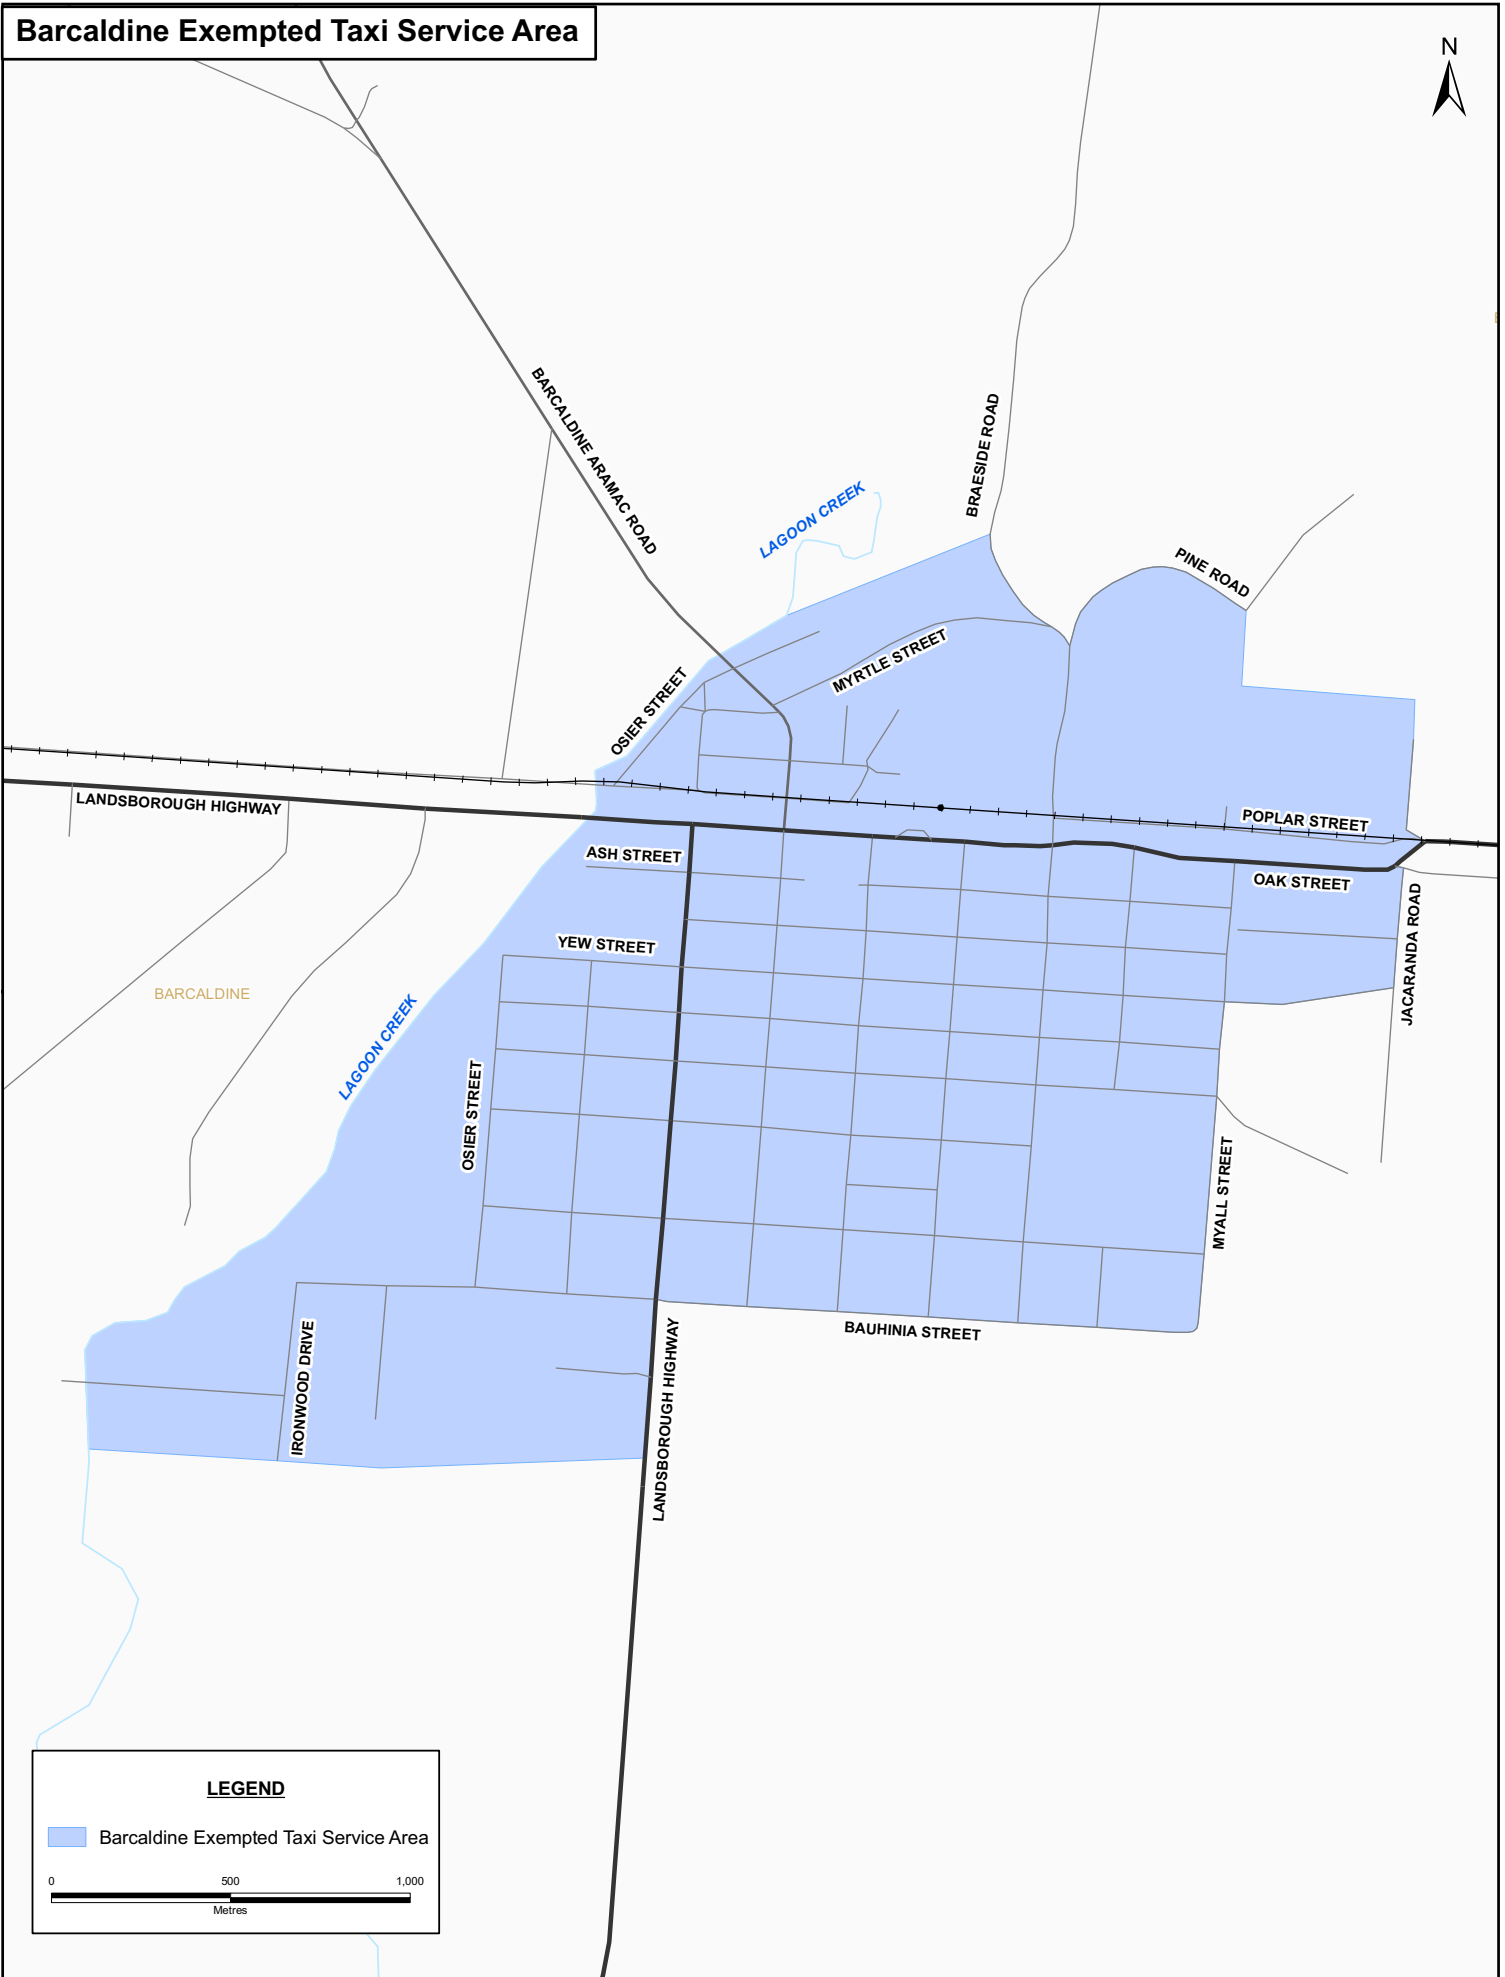 Barcaldine Exempted Taxi Service Area
N
BARCALDINE ARAMAC ROAD
BRAESIDE ROAD
LAGOON CREEK
PINE ROAD
MYRTLE STREET
OSIER STREET
LANDSBOROUGH HIGHWAY
POPLAR STREET
ASH STREET
OAK STREET
JACARANDA ROAD
YEW STREET
BARCALDINE
LAGOON CREEK
OSIER STREET
MYALL STREET
BAUHINIA STREET
IRONWOOD DRIVE
LANDSBOROUGH HIGHWAY
LEGEND
Barcaldine Exempted Taxi Service Area
0 500 1,000
Metres